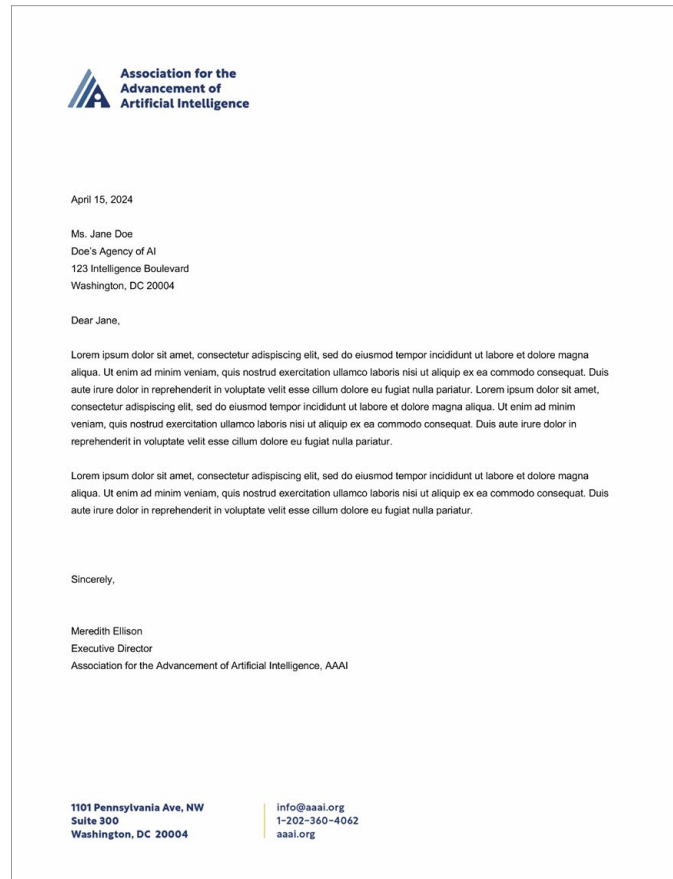 Association for the
Advancement of
Artificial Intelligence
April 15, 2024
Ms. Jane Doe
Doe's Agency of AI
123 Intelligence Boulevard
Washington, DC 20004
Dear Jane,
Lorem ipsum dolor sit amet, consectetur adipiscing elit, sed do eiusmod tempor incididunt ut labore et dolore magna
aliqua. Ut enim ad minim veniam, quis nostrud exercitation ullamco laboris nisi ut aliquip ex ea commodo consequat. Duis
aute irure dolor in reprehenderit in voluptate velit esse cillum dolore eu fugiat nulla pariatur. Lorem ipsum dolor sit amet,
consectetur adipiscing elit, sed do eiusmod tempor incididunt ut labore et dolore magna aliqua. Ut enim ad minim
veniam, quis nostrud exercitation ullamco laboris nisi ut aliquip ex ea commodo consequat. Duis aute irure dolor in
reprehenderit in voluptate velit esse cillum dolore eu fugiat nulla pariatur.
Lorem ipsum dolor sit amet, consectetur adipiscing elit, sed do eiusmod tempor incididunt ut labore et dolore magna
aliqua. Ut enim ad minim veniam, quis nostrud exercitation ullamco laboris nisi ut aliquip ex ea commodo consequat. Duis
aute irure dolor in reprehenderit in voluptate velit esse cillum dolore eu fugiat nulla pariatur.
Sincerely,
Meredith Ellison
Executive Director
Association for the Advancement of Artificial Intelligence, AAAI
1101 Pennsylvania Ave, NW
Suite 300
Washington, DC 20004
info@aaai.org
1-202-360-4062
aaai.org